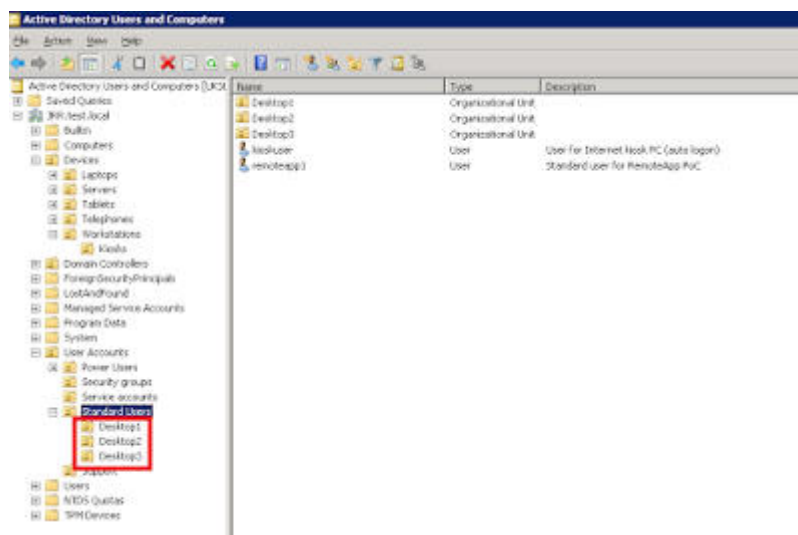 Active Directory Users and Computers
File Action View Help
Active Directory Users and Computers [UKSL
Saved Queries
JRR.test.local
Builtin
Computers
Devices
Laptops
Servers
Tablets
Telephones
Workstations
Kiosks
Domain Controllers
ForeignSecurityPrincipals
LostAndFound
Managed Service Accounts
Program Data
System
User Accounts
Power Users
Security groups
Service accounts
Standard Users
Desktop1
Desktop2
Desktop3
Support
Users
NTDS Quotas
TPM Devices
Name Type Description
Desktop1 Organizational Unit
Desktop2 Organizational Unit
Desktop3 Organizational Unit
kioskuser User User for Internet kiosk PC (auto logon)
remoteapp1 User Standard user for RemoteApp PoC